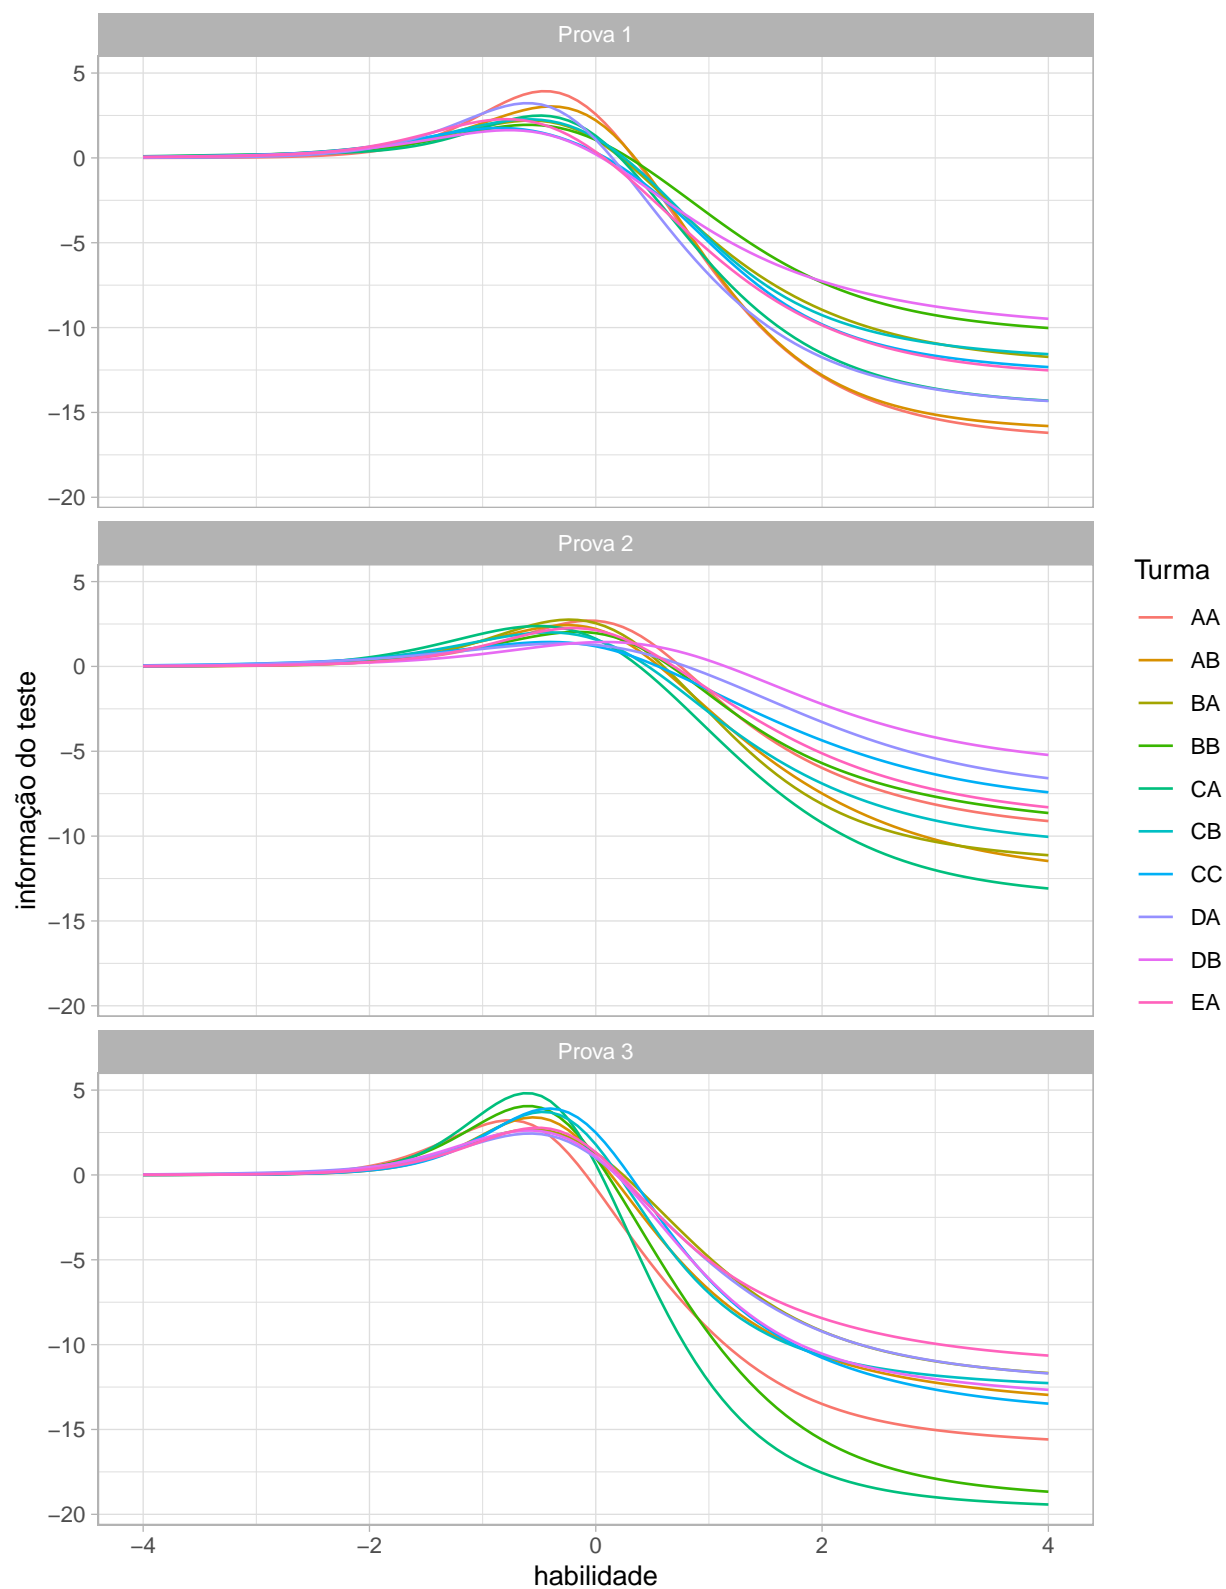 Prova 1
5
0
−5
−10
−15
−20
Prova 2
5
0
−5
−10
−15
−20
Prova 3
5
0
−5
−10
−15
−20
−4 −2 0 2 4
habilidade
informação do teste
Turma
AA
AB
BA
BB
CA
CB
CC
DA
DB
EA